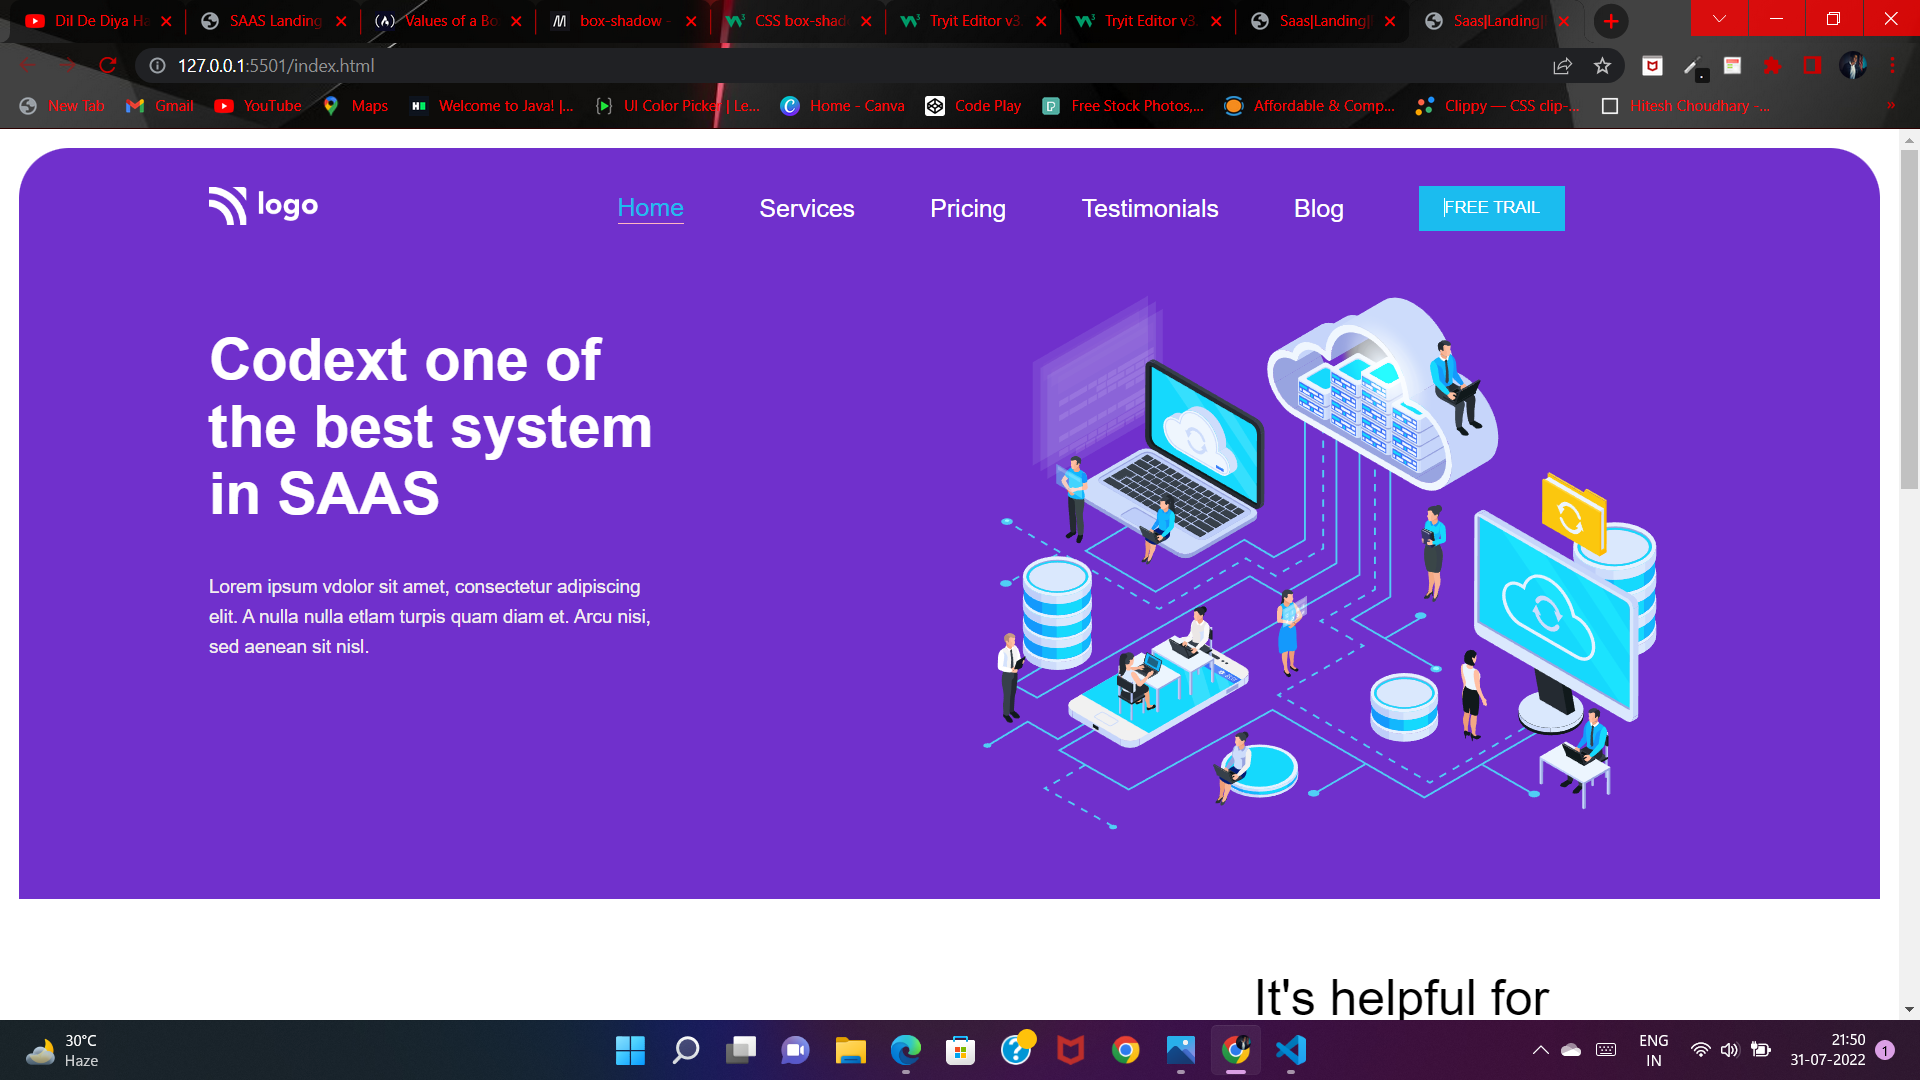 Dil De Diya Ha
SAAS Landing
Values of a Bo
box-shadow -
CSS box-shad
Tryit Editor v3
Tryit Editor v3.
Saas|Landing|
Saas|Landing|
127.0.0.1:5501/index.html
New Tab
Gmail
YouTube
Maps
Welcome to Java! |...
UI Color Picker | Le...
Home - Canva
Code Play
Free Stock Photos,...
Affordable & Comp...
Clippy — CSS clip-...
Hitesh Choudhary -...
logo
Home
Services
Pricing
Testimonials
Blog
FREE TRAIL
Codext one of
the best system
in SAAS
Lorem ipsum vdolor sit amet, consectetur adipiscing
elit. A nulla nulla etlam turpis quam diam et. Arcu nisi,
sed aenean sit nisl.
It's helpful for
30°C
Haze
ENG
IN
21:50
31-07-2022
1